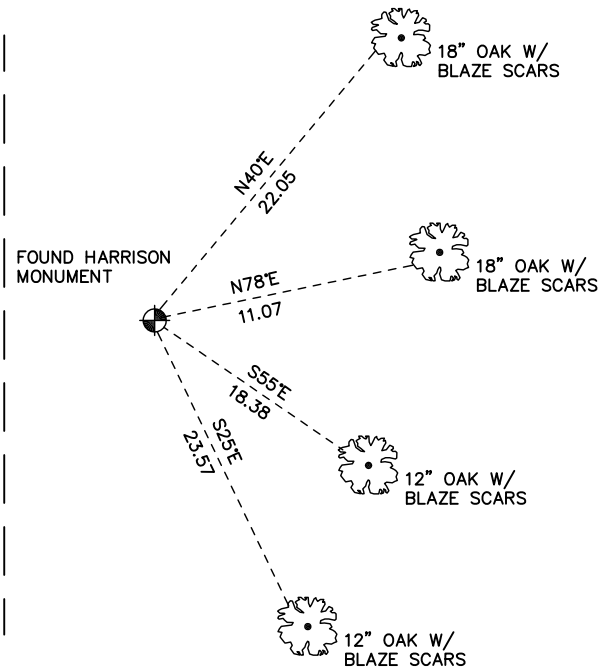 18" OAK W/
BLAZE SCARS
N40°E
22.05
FOUND HARRISON
MONUMENT
18" OAK W/
BLAZE SCARS
N78°E
11.07
S55°E
18.38
12" OAK W/
BLAZE SCARS
S25°E
23.57
12" OAK W/
BLAZE SCARS